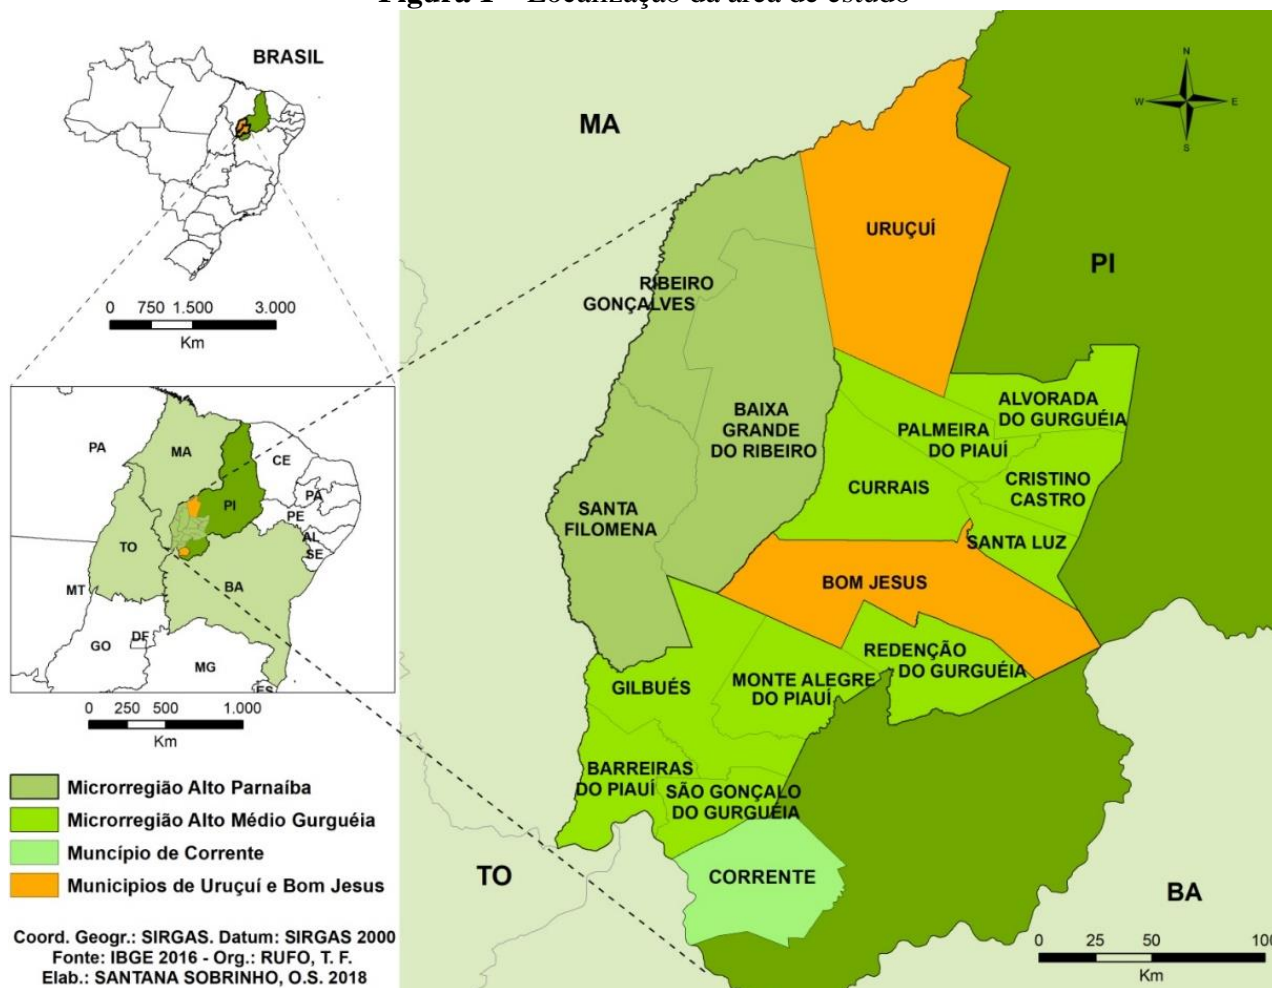 Figura 1 – Localização da área de estudo
BRASIL
0 750 1.500 3.000
Km
PA
MA
CE
PI
PA
PE
AL
SE
TO
BA
MT
GO
DF
MG
ES
0 250 500 1.000
Km
Microrregião Alto Parnaíba
Microrregião Alto Médio Gurguéia
Muncípio de Corrente
Municipios de Uruçuí e Bom Jesus
Coord. Geogr.: SIRGAS. Datum: SIRGAS 2000
Fonte: IBGE 2016 - Org.: RUFO, T. F.
Elab.: SANTANA SOBRINHO, O.S. 2018
MA
N
W E
S
URUÇUÍ
PI
RIBEIRO
GONÇALVES
BAIXA
GRANDE
DO RIBEIRO
ALVORADA
DO GURGUÉIA
PALMEIRA
DO PIAUÍ
CRISTINO
CASTRO
CURRAIS
SANTA
FILOMENA
SANTA LUZ
BOM JESUS
REDENÇÃO
DO GURGUÉIA
GILBUÉS
MONTE ALEGRE
DO PIAUÍ
BARREIRAS
DO PIAUÍ
SÃO GONÇALO
DO GURGUÉIA
CORRENTE
TO
BA
0 25 50 100
Km